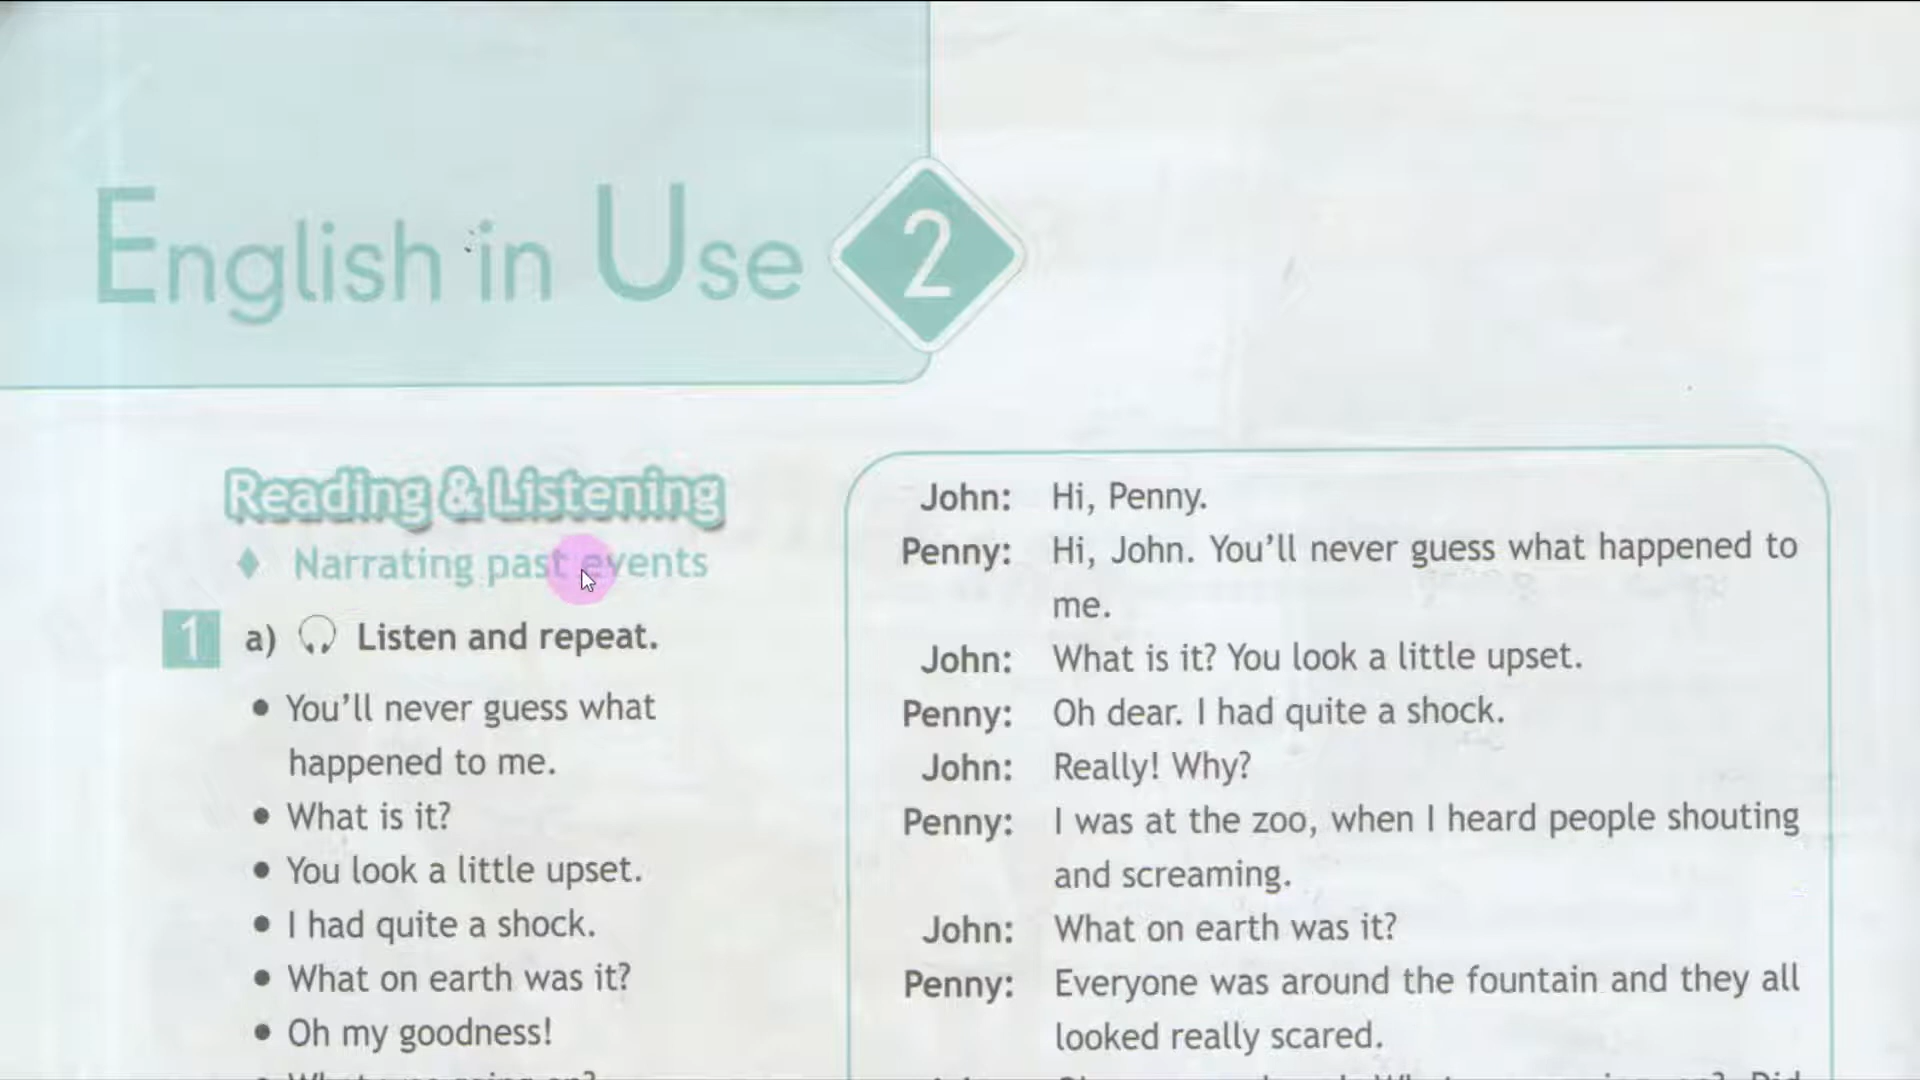 English in Use 2
Reading & Listening
♦ Narrating past events
1 a) Listen and repeat.
• You'll never guess what
happened to me.
• What is it?
• You look a little upset.
• I had quite a shock.
• What on earth was it?
• Oh my goodness!
John: Hi, Penny.
Penny: Hi, John. You'll never guess what happened to
me.
John: What is it? You look a little upset.
Penny: Oh dear. I had quite a shock.
John: Really! Why?
Penny: I was at the zoo, when I heard people shouting
and screaming.
John: What on earth was it?
Penny: Everyone was around the fountain and they all
looked really scared.